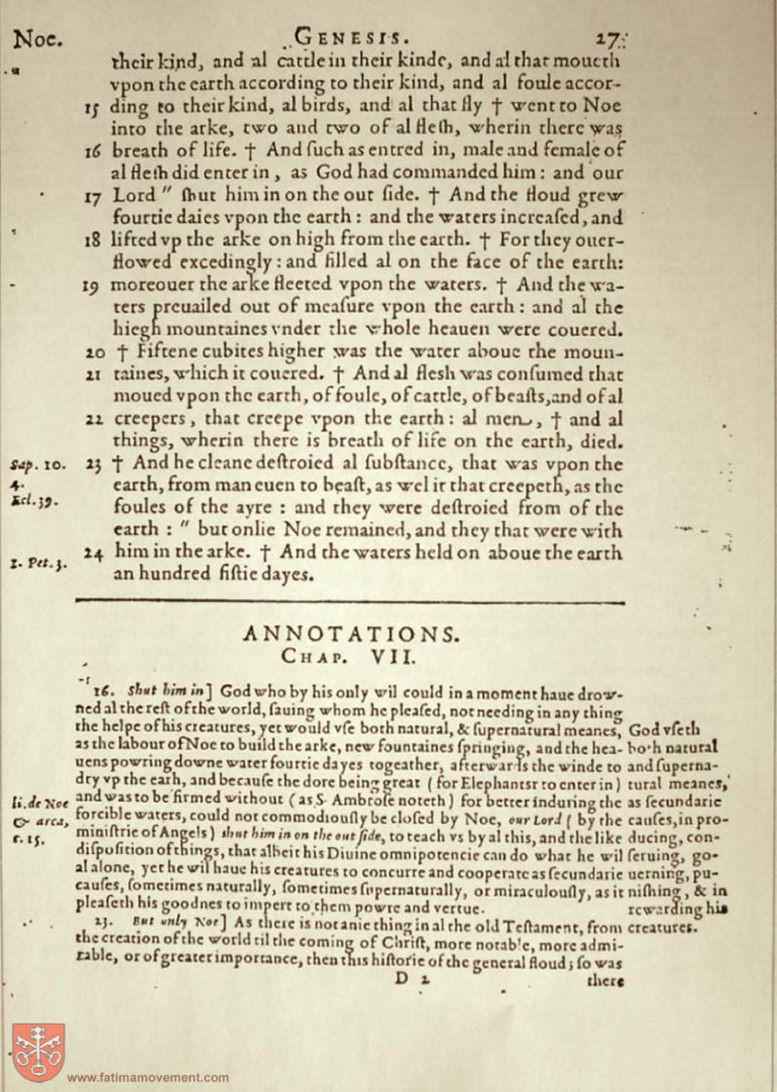 Noe.
GENESIS.
27.
their kind, and al cattle in their kinde, and al that moueth
vpon the earth according to their kind, and al foule accor-
15 ding to their kind, al birds, and al that fly † went to Noe
into the arke, two and two of al fleſh, wherin there was
16 breath of life. † And ſuch as entred in, male and female of
al fleſh did enter in, as God had commanded him: and our
17 Lord " ſhut him in on the out ſide. † And the floud grew
fourtie daies vpon the earth: and the waters increaſed, and
18 lifted vp the arke on high from the earth. † For they ouer-
flowed excedingly: and filled al on the face of the earth:
19 moreouer the arke fleeted vpon the waters. † And the wa-
ters preuailed out of meaſure vpon the earth: and al the
hiegh mountaines vnder the whole heauen were couered.
20 † Fiftene cubites higher was the water aboue the moun-
21 taines, which it couered. † And al fleſh was conſumed that
moued vpon the earth, of foule, of cattle, of beaſts, and of al
22 creepers, that creepe vpon the earth: al men, † and al
things, wherin there is breath of life on the earth, died.
Sap. 10.
4.
Ecl. 39.
23 † And he cleane deſtroied al ſubſtance, that was vpon the
earth, from man euen to beaſt, as wel it that creepeth, as the
foules of the ayre: and they were deſtroied from of the
earth: " but onlie Noe remained, and they that were with
1. Pet. 3.
24 him in the arke. † And the waters held on aboue the earth
an hundred fiftie dayes.
ANNOTATIONS.
CHAP. VII.
16. Shut him in] God who by his only wil could in a moment haue drow-
ned al the reſt of the world, ſauing whom he pleaſed, not needing in any thing
the helpe of his creatures, yet would vſe both natural, & ſupernatural meanes,
as the labour of Noe to build the arke, new fountaines ſpringing, and the hea-
uens powring downe water fourtie dayes togeather, afterwards the winde to
dry vp the earh, and becauſe the dore being great (for Elephantsr to enter in)
and was to be firmed without (as S. Ambroſe noteth) for better induring the
forcible waters, could not commodiouſly be cloſed by Noe, our Lord (by the
miniſtrie of Angels) shut him in on the out ſide, to teach vs by al this, and the like
diſpoſition of things, that albeit his Diuine omnipotencie can do what he wil
al alone, yet he wil haue his creatures to concurre and cooperate as ſecundarie
cauſes, ſometimes naturally, ſometimes ſupernaturally, or miraculouſly, as it
pleaſeth his goodnes to impert to them powre and vertue.
li. de Noe
& arca,
c. 15.
God vſeth
both natural
and ſuperna-
tural meanes,
as ſecundarie
cauſes, in pro-
ducing, con-
ſeruing, go-
uerning, pu-
niſhing, & in
rewarding his
creatures.
23. But only Noe] As there is not anie thing in al the old Teſtament, from
the creation of the world til the coming of Chriſt, more notable, more admi-
rable, or of greater importance, then this hiſtorie of the general floud; ſo was
D 2
there
www.fatimamovement.com